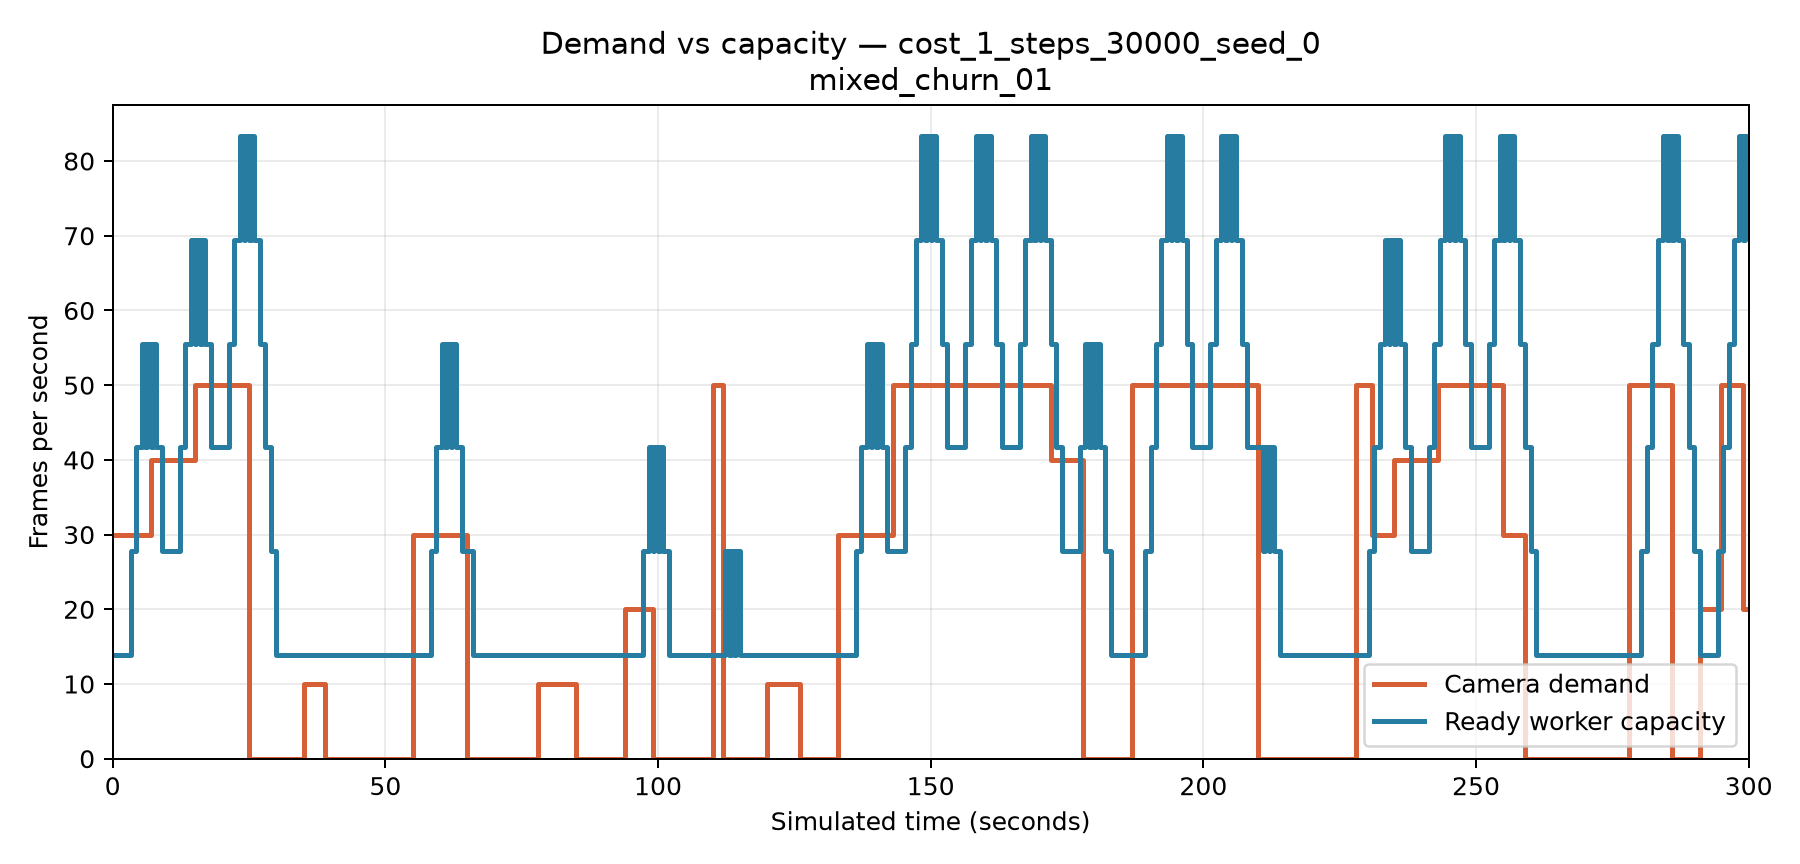 Demand vs capacity — cost_1_steps_30000_seed_0
mixed_churn_01
Frames per second
80
70
60
50
40
30
20
10
0
Camera demand
Ready worker capacity
0 50 100 150 200 250 300
Simulated time (seconds)